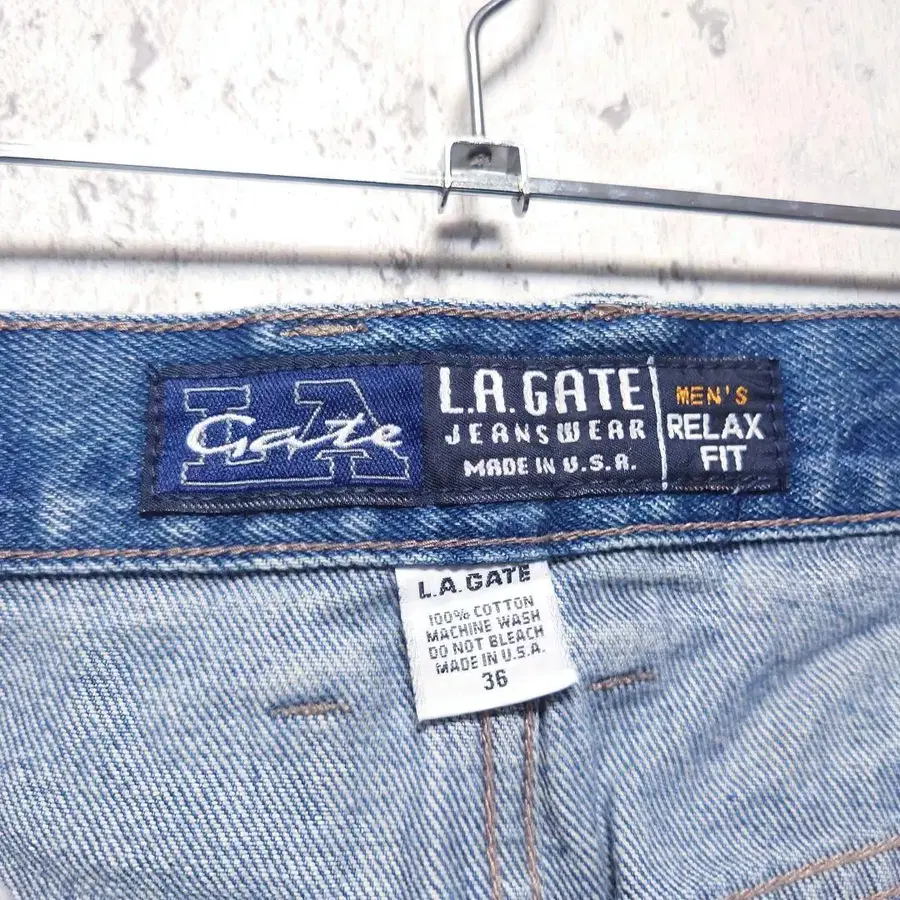 LA
Gate
L.A. GATE
JEANSWEAR
MADE IN U.S.A.
MEN'S
RELAX
FIT
L.A. GATE
100% COTTON
MACHINE WASH
DO NOT BLEACH
MADE IN U.S.A.
36